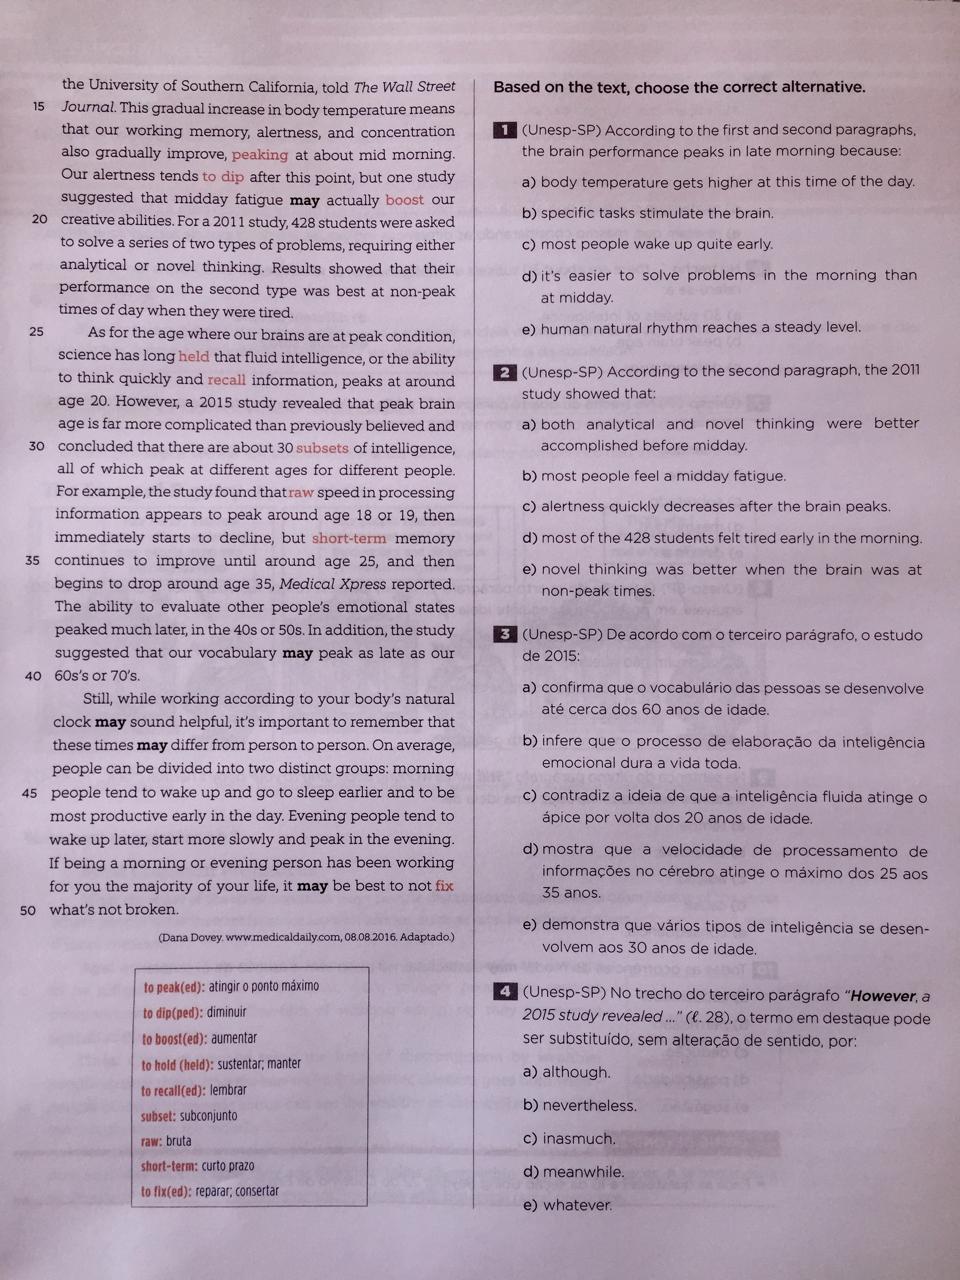 the University of Southern California, told The Wall Street
15 Journal. This gradual increase in body temperature means
that our working memory, alertness, and concentration
also gradually improve, peaking at about mid morning.
Our alertness tends to dip after this point, but one study
suggested that midday fatigue may actually boost our
20 creative abilities. For a 2011 study, 428 students were asked
to solve a series of two types of problems, requiring either
analytical or novel thinking. Results showed that their
performance on the second type was best at non-peak
times of day when they were tired.
25 As for the age where our brains are at peak condition,
science has long held that fluid intelligence, or the ability
to think quickly and recall information, peaks at around
age 20. However, a 2015 study revealed that peak brain
age is far more complicated than previously believed and
30 concluded that there are about 30 subsets of intelligence,
all of which peak at different ages for different people.
For example, the study found that raw speed in processing
information appears to peak around age 18 or 19, then
immediately starts to decline, but short-term memory
35 continues to improve until around age 25, and then
begins to drop around age 35, Medical Xpress reported.
The ability to evaluate other people's emotional states
peaked much later, in the 40s or 50s. In addition, the study
suggested that our vocabulary may peak as late as our
40 60s's or 70's.
Still, while working according to your body's natural
clock may sound helpful, it's important to remember that
these times may differ from person to person. On average,
people can be divided into two distinct groups: morning
45 people tend to wake up and go to sleep earlier and to be
most productive early in the day. Evening people tend to
wake up later, start more slowly and peak in the evening.
If being a morning or evening person has been working
for you the majority of your life, it may be best to not fix
50 what's not broken.
(Dana Dovey. www.medicaldaily.com, 08.08.2016. Adaptado.)
to peak(ed): atingir o ponto máximo
to dip(ped): diminuir
to boost(ed): aumentar
to hold (held): sustentar; manter
to recall(ed): lembrar
subset: subconjunto
raw: bruta
short-term: curto prazo
to fix(ed): reparar; consertar
Based on the text, choose the correct alternative.
1 (Unesp-SP) According to the first and second paragraphs,
the brain performance peaks in late morning because:
a) body temperature gets higher at this time of the day.
b) specific tasks stimulate the brain.
c) most people wake up quite early.
d) it's easier to solve problems in the morning than
at midday.
e) human natural rhythm reaches a steady level.
2 (Unesp-SP) According to the second paragraph, the 2011
study showed that:
a) both analytical and novel thinking were better
accomplished before midday.
b) most people feel a midday fatigue.
c) alertness quickly decreases after the brain peaks.
d) most of the 428 students felt tired early in the morning.
e) novel thinking was better when the brain was at
non-peak times.
3 (Unesp-SP) De acordo com o terceiro parágrafo, o estudo
de 2015:
a) confirma que o vocabulário das pessoas se desenvolve
até cerca dos 60 anos de idade.
b) infere que o processo de elaboração da inteligência
emocional dura a vida toda.
c) contradiz a ideia de que a inteligência fluida atinge o
ápice por volta dos 20 anos de idade.
d) mostra que a velocidade de processamento de
informações no cérebro atinge o máximo dos 25 aos
35 anos.
e) demonstra que vários tipos de inteligência se desen-
volvem aos 30 anos de idade.
4 (Unesp-SP) No trecho do terceiro parágrafo "However, a
2015 study revealed ..." (ℓ. 28), o termo em destaque pode
ser substituído, sem alteração de sentido, por:
a) although.
b) nevertheless.
c) inasmuch.
d) meanwhile.
e) whatever.